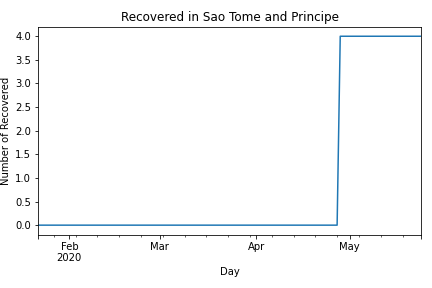 Recovered in Sao Tome and Principe
4.0
3.5
3.0
2.5
2.0
1.5
1.0
0.5
0.0
Number of Recovered
Feb
2020
Mar
Apr
May
Day